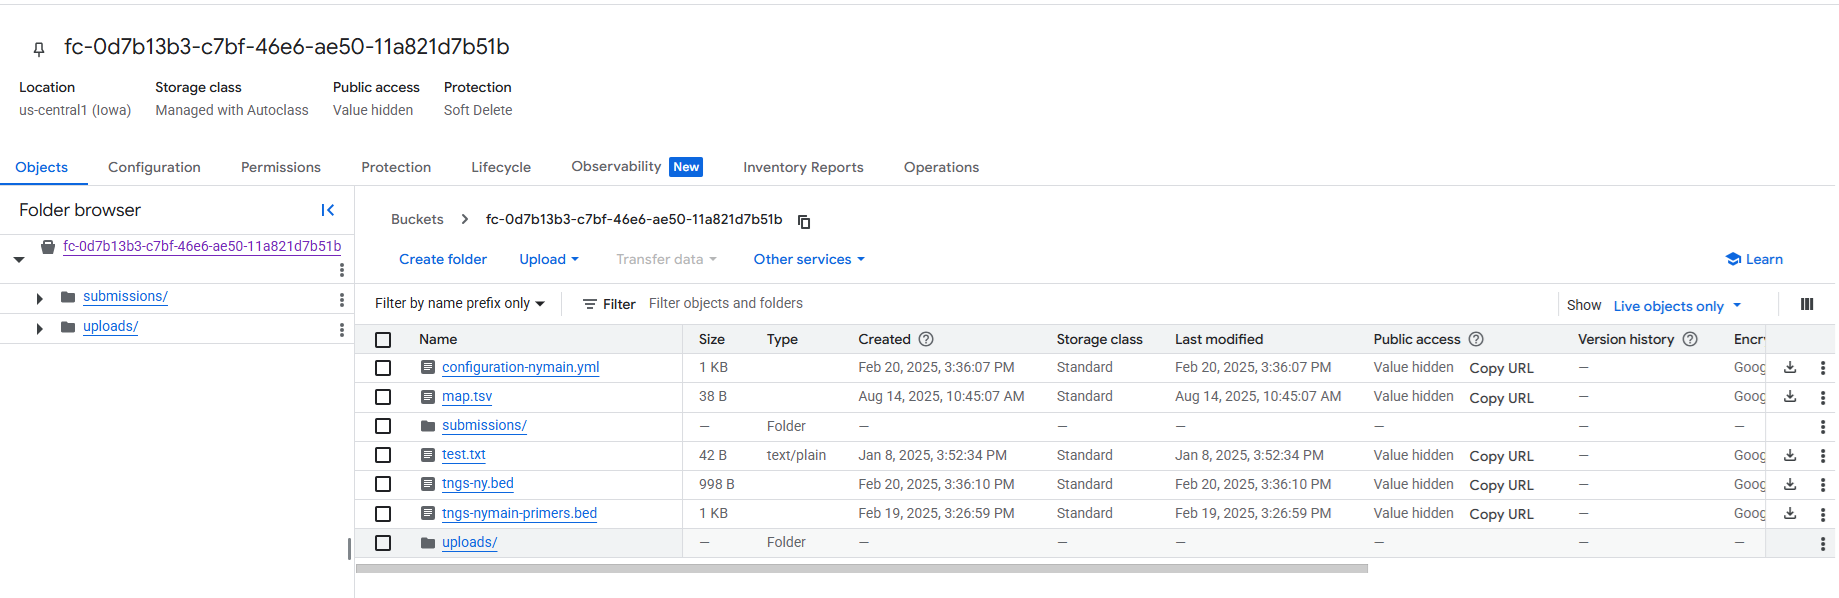 fc-0d7b13b3-c7bf-46e6-ae50-11a821d7b51b
Location Storage class Public access Protection
us-central1 (Iowa) Managed with Autoclass Value hidden Soft Delete
Objects Configuration Permissions Protection Lifecycle Observability New Inventory Reports Operations
Folder browser
fc-0d7b13b3-c7bf-46e6-ae50-11a821d7b51b
submissions/
uploads/
Buckets > fc-0d7b13b3-c7bf-46e6-ae50-11a821d7b51b
Create folder Upload Transfer data Other services Learn
Filter by name prefix only Filter Filter objects and folders Show Live objects only
Name Size Type Created Storage class Last modified Public access Version history Encr
configuration-nymain.yml 1 KB Feb 20, 2025, 3:36:07 PM Standard Feb 20, 2025, 3:36:07 PM Value hidden Copy URL — Goog
map.tsv 38 B Aug 14, 2025, 10:45:07 AM Standard Aug 14, 2025, 10:45:07 AM Value hidden Copy URL — Goog
submissions/ — Folder — — — — — —
test.txt 42 B text/plain Jan 8, 2025, 3:52:34 PM Standard Jan 8, 2025, 3:52:34 PM Value hidden Copy URL — Goog
tngs-ny.bed 998 B Feb 20, 2025, 3:36:10 PM Standard Feb 20, 2025, 3:36:10 PM Value hidden Copy URL — Goog
tngs-nymain-primers.bed 1 KB Feb 19, 2025, 3:26:59 PM Standard Feb 19, 2025, 3:26:59 PM Value hidden Copy URL — Goog
uploads/ — Folder — — — — — —